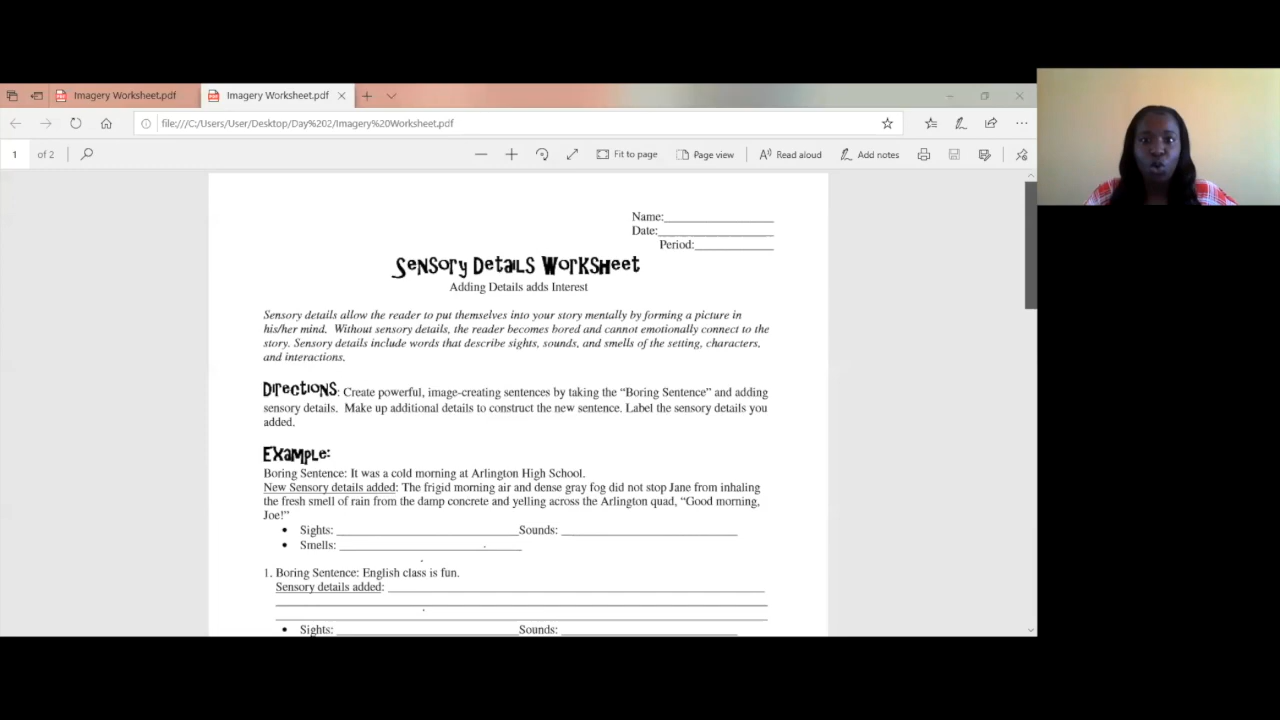 Imagery Worksheet.pdf
Imagery Worksheet.pdf
file:///C:/Users/User/Desktop/Day%202/Imagery%20Worksheet.pdf
1 of 2
Fit to page
Page view
Read aloud
Add notes
Name:__________________
Date:___________________
Period:_____________
Sensory Details Worksheet
Adding Details adds Interest
Sensory details allow the reader to put themselves into your story mentally by forming a picture in
his/her mind. Without sensory details, the reader becomes bored and cannot emotionally connect to the
story. Sensory details include words that describe sights, sounds, and smells of the setting, characters,
and interactions.
Directions: Create powerful, image-creating sentences by taking the “Boring Sentence” and adding
sensory details. Make up additional details to construct the new sentence. Label the sensory details you
added.
Example:
Boring Sentence: It was a cold morning at Arlington High School.
New Sensory details added: The frigid morning air and dense gray fog did not stop Jane from inhaling
the fresh smell of rain from the damp concrete and yelling across the Arlington quad, “Good morning,
Joe!”
• Sights: ______________________________Sounds: _____________________________
• Smells: ______________________________
1. Boring Sentence: English class is fun.
Sensory details added: ______________________________________________________________
• Sights: ______________________________Sounds: _____________________________